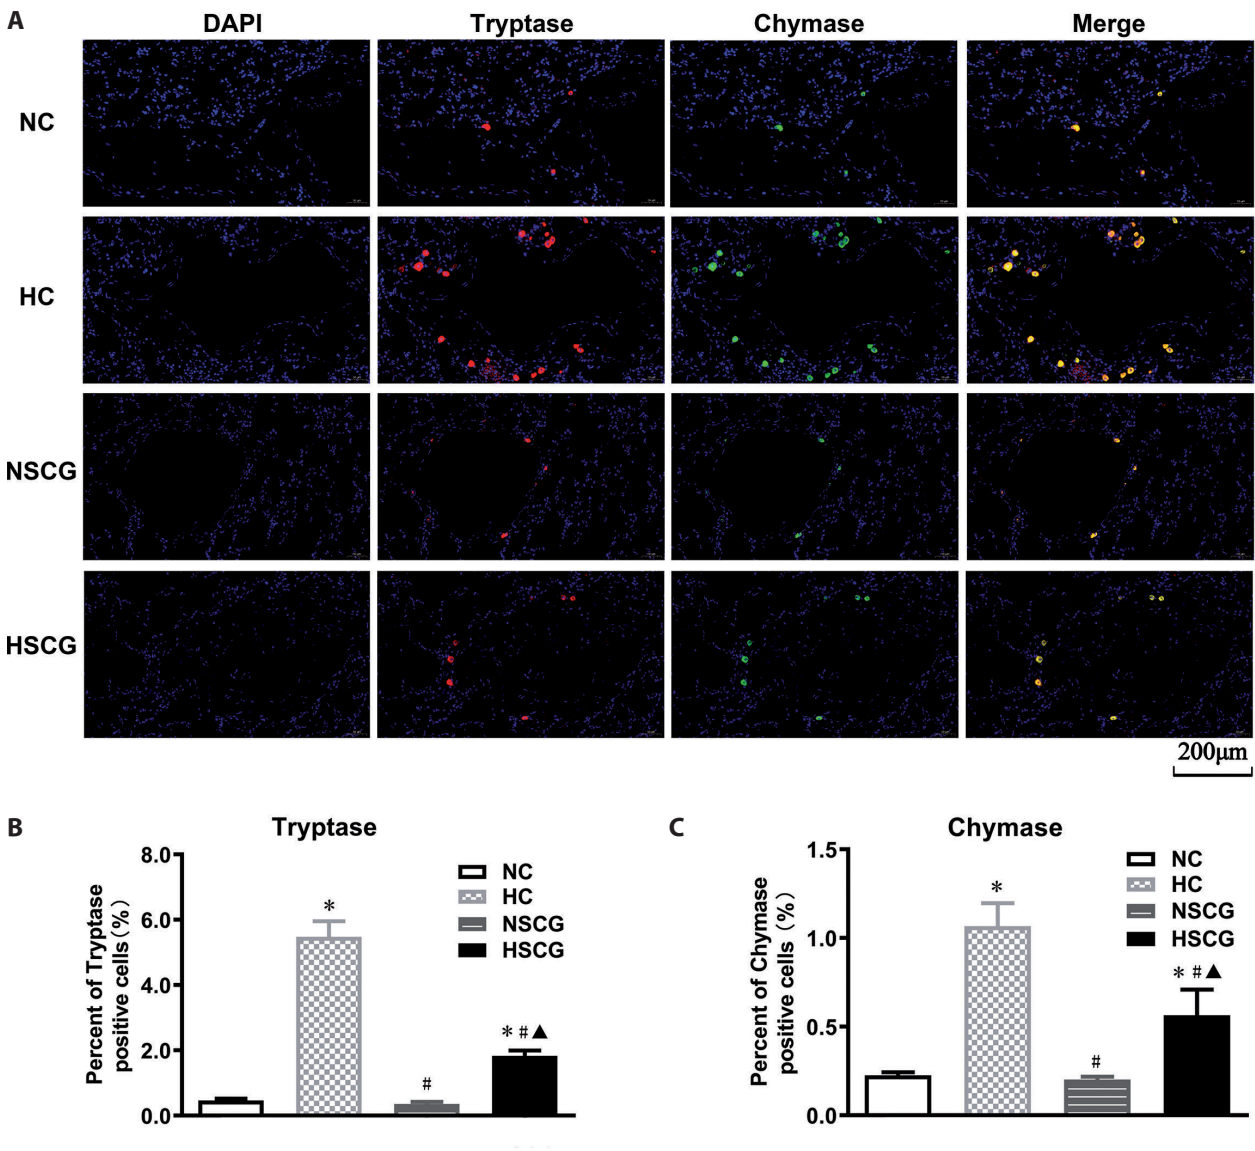 A
DAPI Tryptase Chymase Merge
NC
HC
NSCG
HSCG
200μm
B
Tryptase
Percent of Tryptase
positive cells(%)
8.0
6.0
4.0
2.0
0.0
*
#
* # ▲
NC
HC
NSCG
HSCG
C
Chymase
Percent of Chymase
positive cells (%)
1.5
1.0
0.5
0.0
*
#
* # ▲
NC
HC
NSCG
HSCG